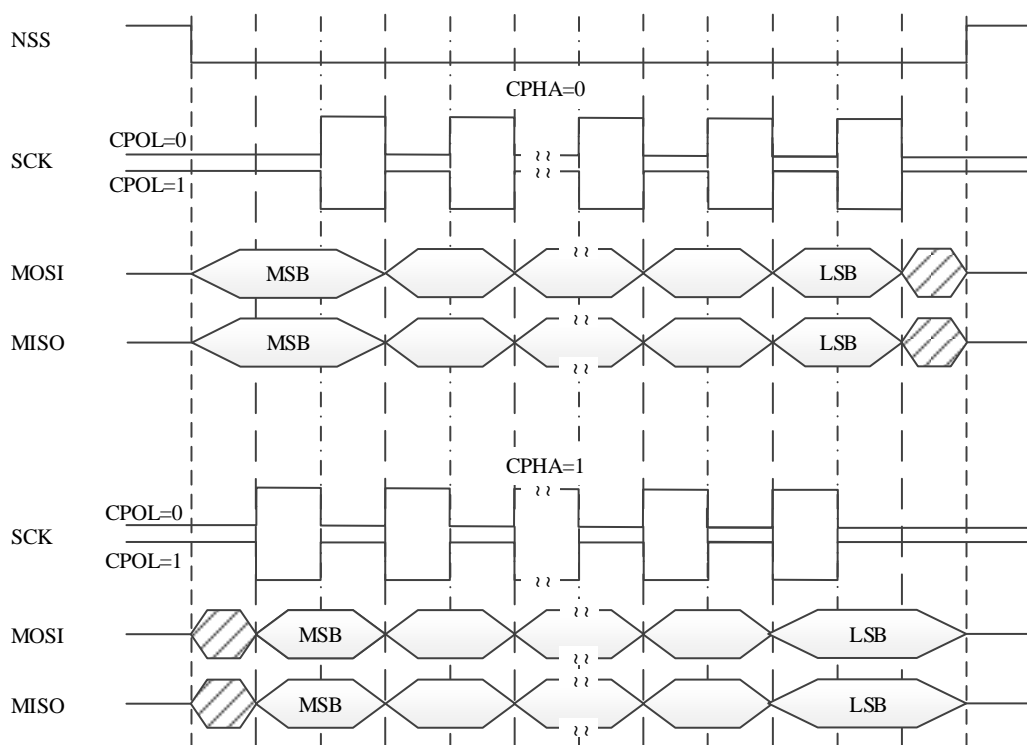 NSS
CPHA=0
CPOL=0
SCK
CPOL=1
MOSI MSB LSB
MISO MSB LSB
CPHA=1
CPOL=0
SCK
CPOL=1
MOSI MSB LSB
MISO MSB LSB